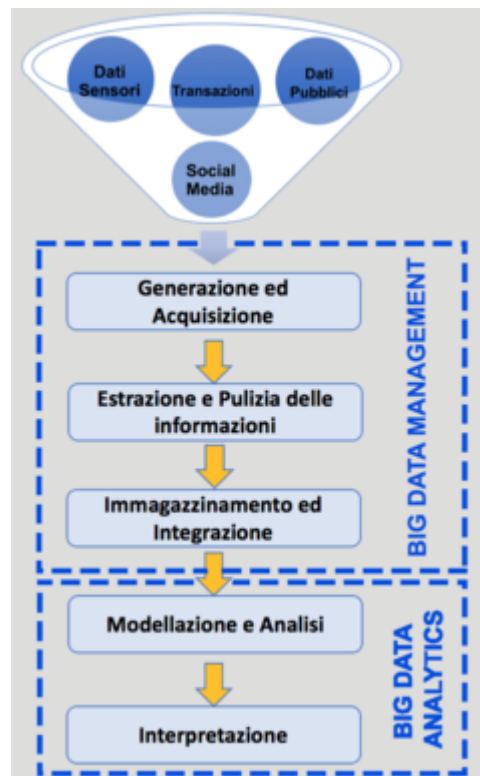 Dati
Sensori
Transazioni
Dati
Pubblici
Social
Media
Generazione ed
Acquisizione
Estrazione e Pulizia delle
informazioni
Immagazzinamento ed
Integrazione
BIG DATA MANAGEMENT
Modellazione e Analisi
Interpretazione
BIG DATA
ANALYTICS